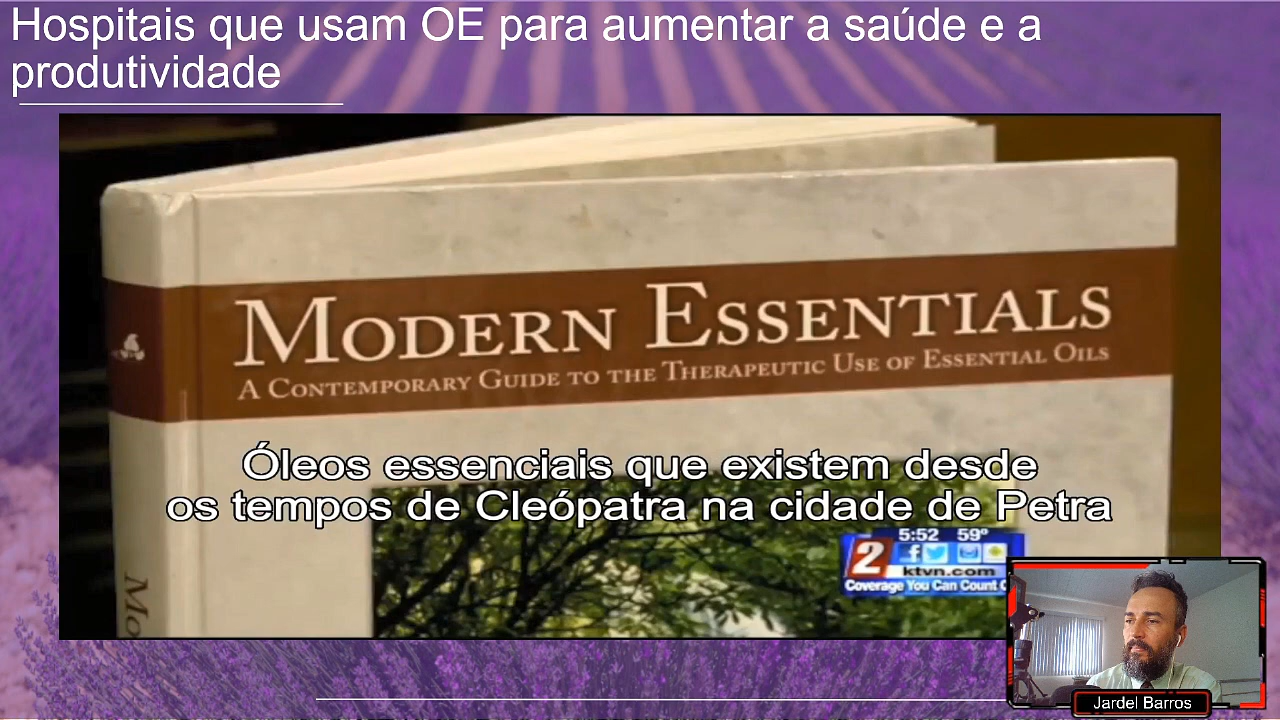 Hospitais que usam OE para aumentar a saúde e a
produtividade
MODERN ESSENTIALS
A CONTEMPORARY GUIDE TO THE THERAPEUTIC USE OF ESSENTIAL OILS
Óleos essenciais que existem desde
os tempos de Cleópatra na cidade de Petra
5:52 59°
2
ktvn.com
Coverage You Can Count
Mo
Jardel Barros